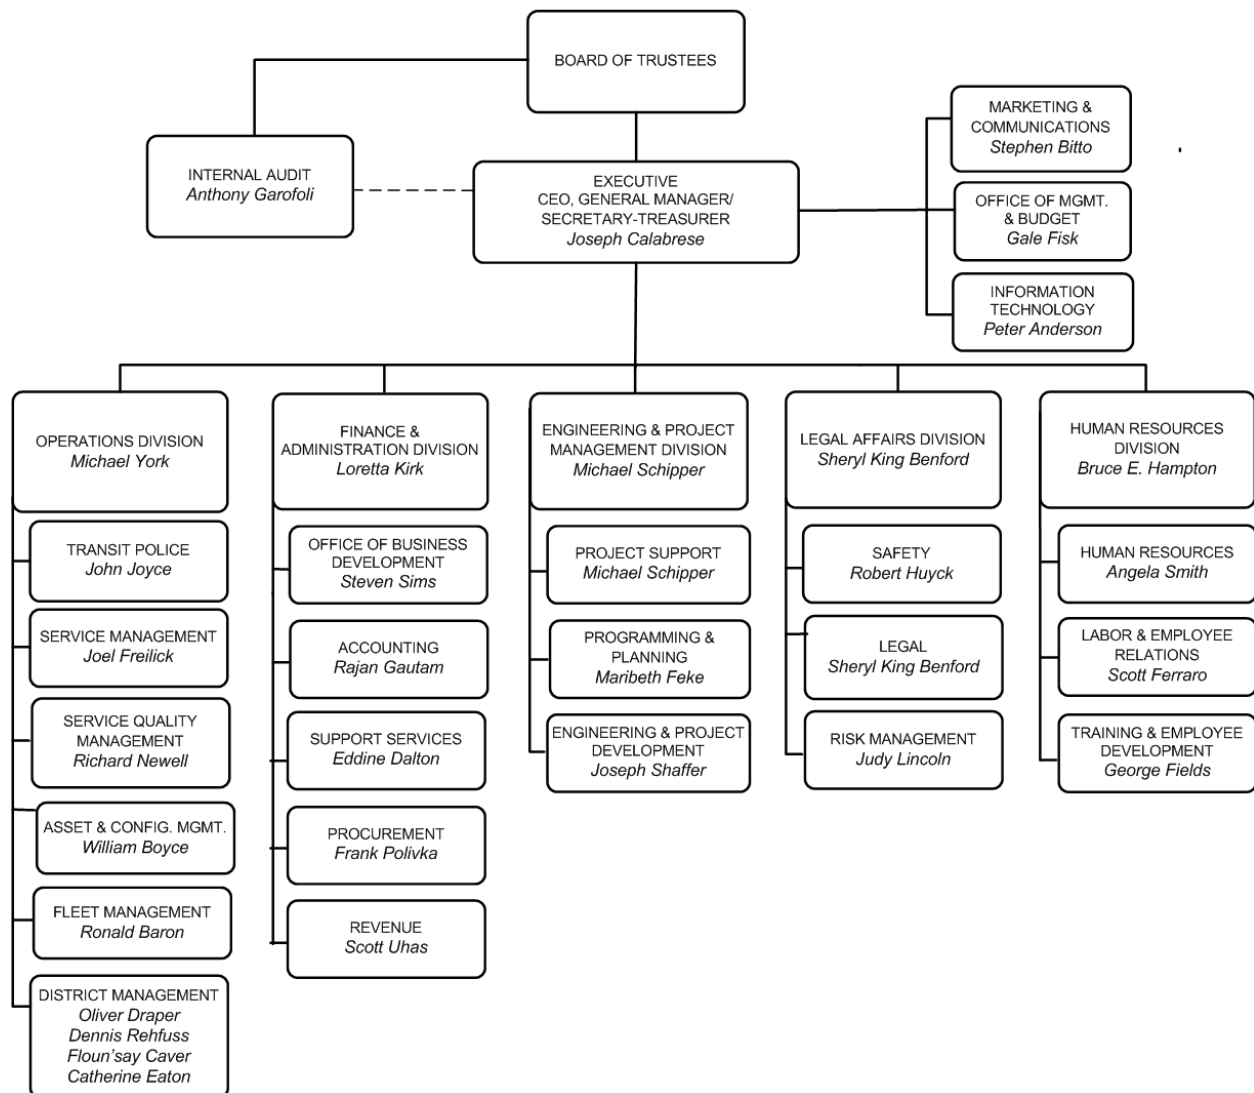 BOARD OF TRUSTEES
INTERNAL AUDIT
Anthony Garofoli
EXECUTIVE
CEO, GENERAL MANAGER/
SECRETARY-TREASURER
Joseph Calabrese
MARKETING &
COMMUNICATIONS
Stephen Bitto
OFFICE OF MGMT.
& BUDGET
Gale Fisk
INFORMATION
TECHNOLOGY
Peter Anderson
OPERATIONS DIVISION
Michael York
TRANSIT POLICE
John Joyce
SERVICE MANAGEMENT
Joel Freilick
SERVICE QUALITY
MANAGEMENT
Richard Newell
ASSET & CONFIG. MGMT.
William Boyce
FLEET MANAGEMENT
Ronald Baron
DISTRICT MANAGEMENT
Oliver Draper
Dennis Rehfuss
Floun'say Caver
Catherine Eaton
FINANCE &
ADMINISTRATION DIVISION
Loretta Kirk
OFFICE OF BUSINESS
DEVELOPMENT
Steven Sims
ACCOUNTING
Rajan Gautam
SUPPORT SERVICES
Eddine Dalton
PROCUREMENT
Frank Polivka
REVENUE
Scott Uhas
ENGINEERING & PROJECT
MANAGEMENT DIVISION
Michael Schipper
PROJECT SUPPORT
Michael Schipper
PROGRAMMING &
PLANNING
Maribeth Feke
ENGINEERING & PROJECT
DEVELOPMENT
Joseph Shaffer
LEGAL AFFAIRS DIVISION
Sheryl King Benford
SAFETY
Robert Huyck
LEGAL
Sheryl King Benford
RISK MANAGEMENT
Judy Lincoln
HUMAN RESOURCES
DIVISION
Bruce E. Hampton
HUMAN RESOURCES
Angela Smith
LABOR & EMPLOYEE
RELATIONS
Scott Ferraro
TRAINING & EMPLOYEE
DEVELOPMENT
George Fields